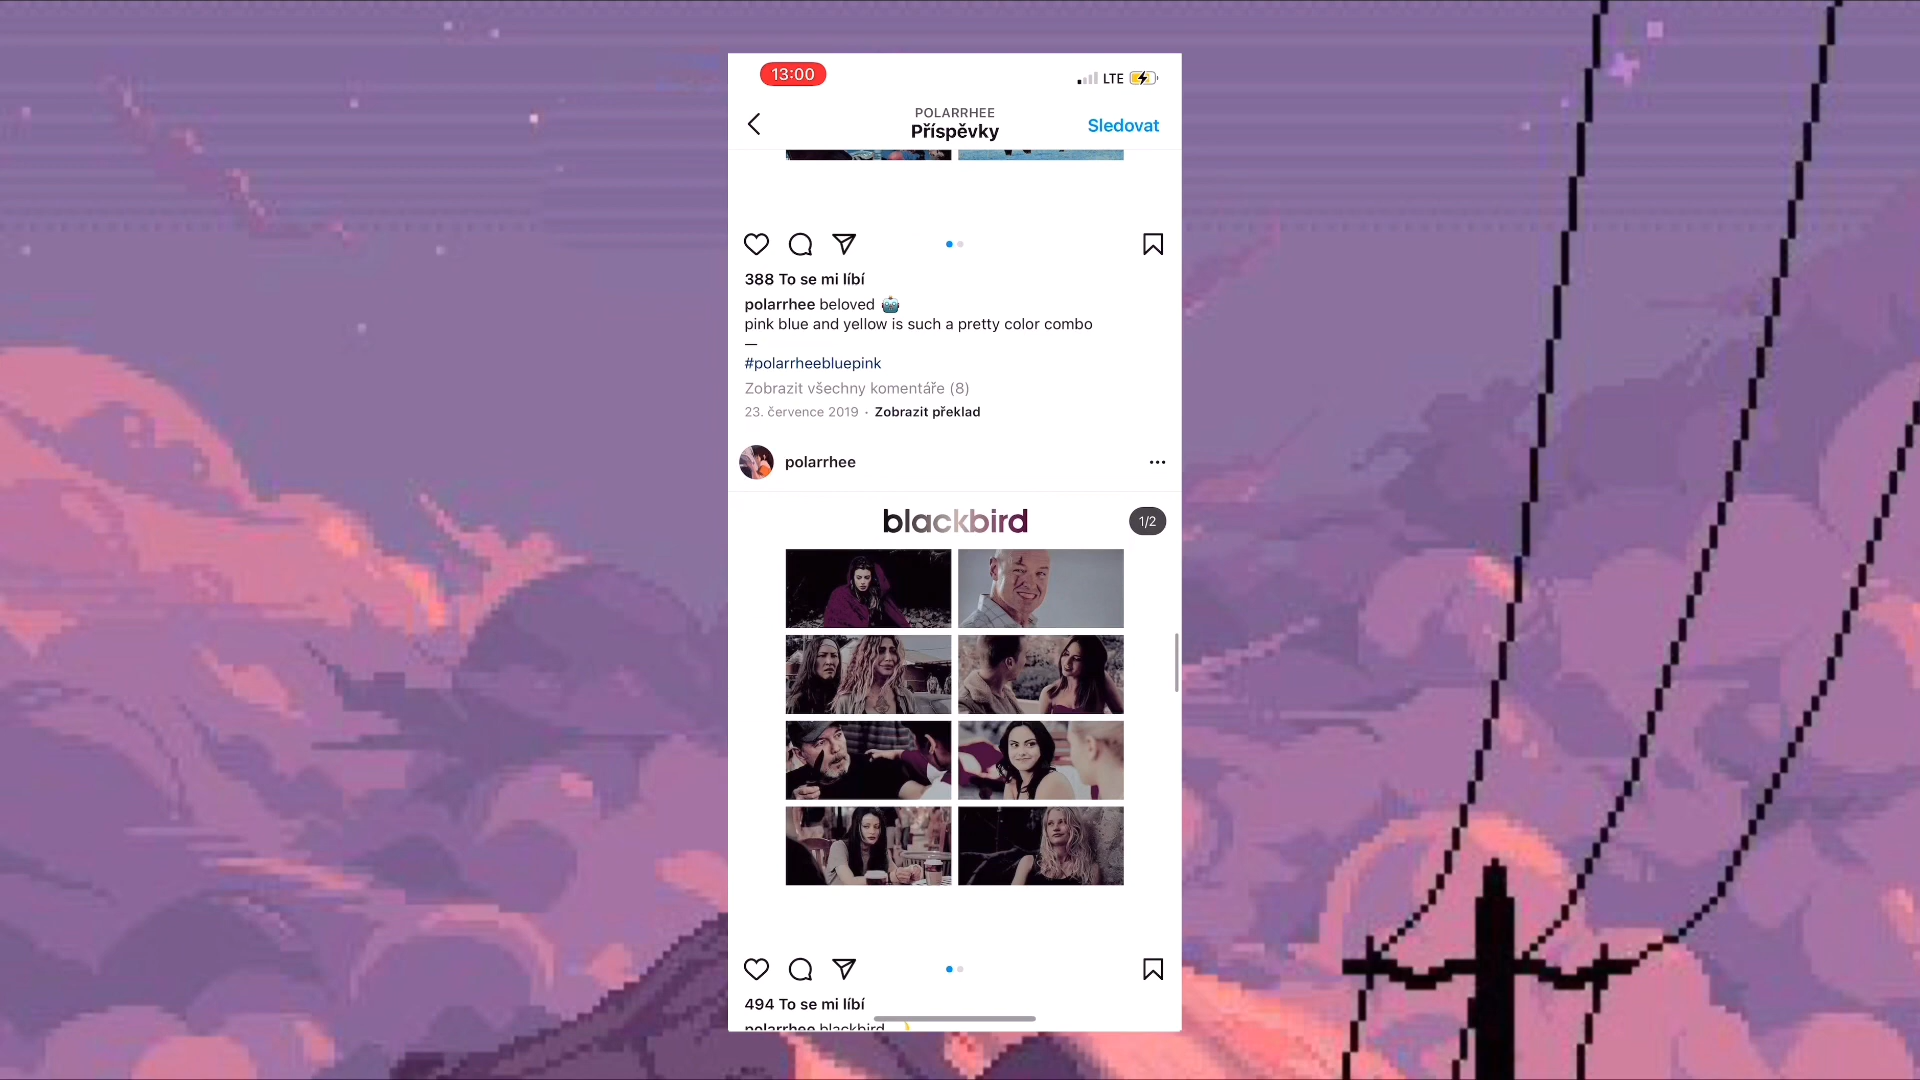 13:00
LTE
POLARRHEE
Příspěvky
Sledovat
388 To se mi líbí
polarrhee beloved
pink blue and yellow is such a pretty color combo
—
#polarrheebluepink
Zobrazit všechny komentáře (8)
23. července 2019 · Zobrazit překlad
polarrhee
blackbird
1/2
494 To se mi líbí
polarrhee blackbird